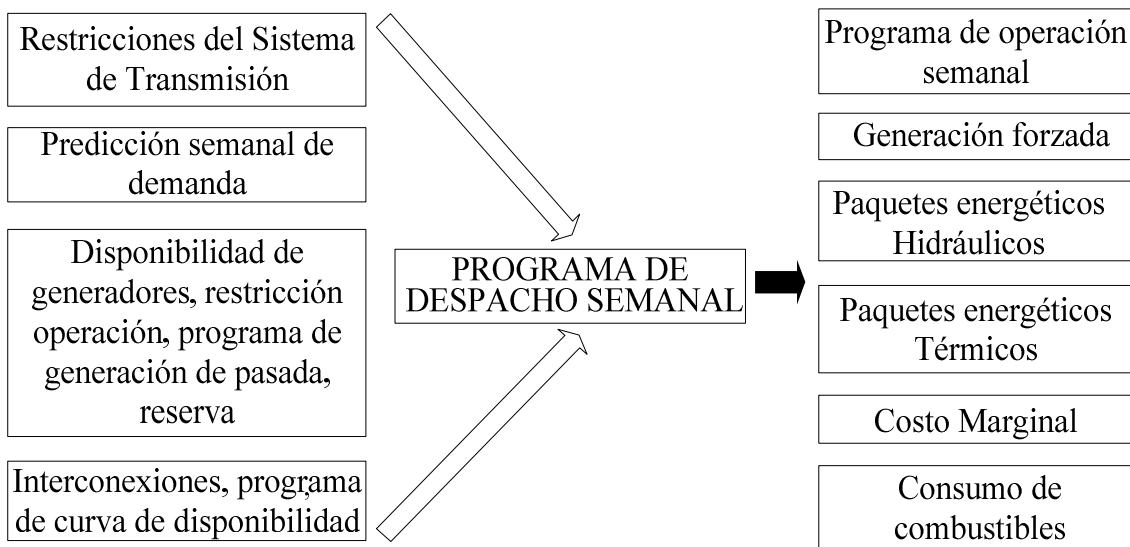 Restricciones del Sistema
de Transmisión
Predicción semanal de
demanda
Disponibilidad de
generadores, restricción
operación, programa de
generación de pasada,
reserva
Interconexiones, programa
de curva de disponibilidad
PROGRAMA DE
DESPACHO SEMANAL
Programa de operación
semanal
Generación forzada
Paquetes energéticos
Hidráulicos
Paquetes energéticos
Térmicos
Costo Marginal
Consumo de
combustibles